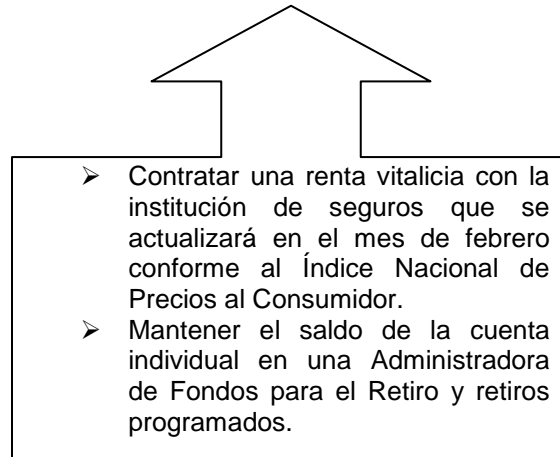 ➢ Contratar una renta vitalicia con la
institución de seguros que se
actualizará en el mes de febrero
conforme al Índice Nacional de
Precios al Consumidor.
➢ Mantener el saldo de la cuenta
individual en una Administradora
de Fondos para el Retiro y retiros
programados.